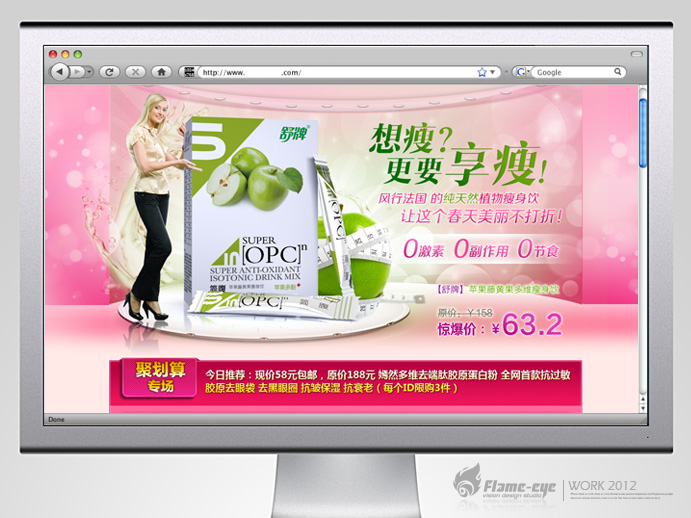 http://www. .com/
Google
舒牌
5
in
SUPER
[OPC]n
SUPER ANTI-OXIDANT
ISOTONIC DRINK MIX
想瘦?
更要享瘦!
风行法国 的纯天然植物瘦身饮
让这个春天美丽不打折!
0激素 0副作用 0节食
【舒牌】苹果藤黄果多维瘦身饮
原价:￥158
惊爆价:￥63.2
聚划算
专场
今日推荐：现价58元包邮，原价188元 嫣然多维去端肽胶原蛋白粉 全网首款抗过敏
胶原去眼袋 去黑眼圈 抗皱保湿 抗衰老（每个ID限购3件）
Done
Flame-eye
vision design studio
WORK 2012